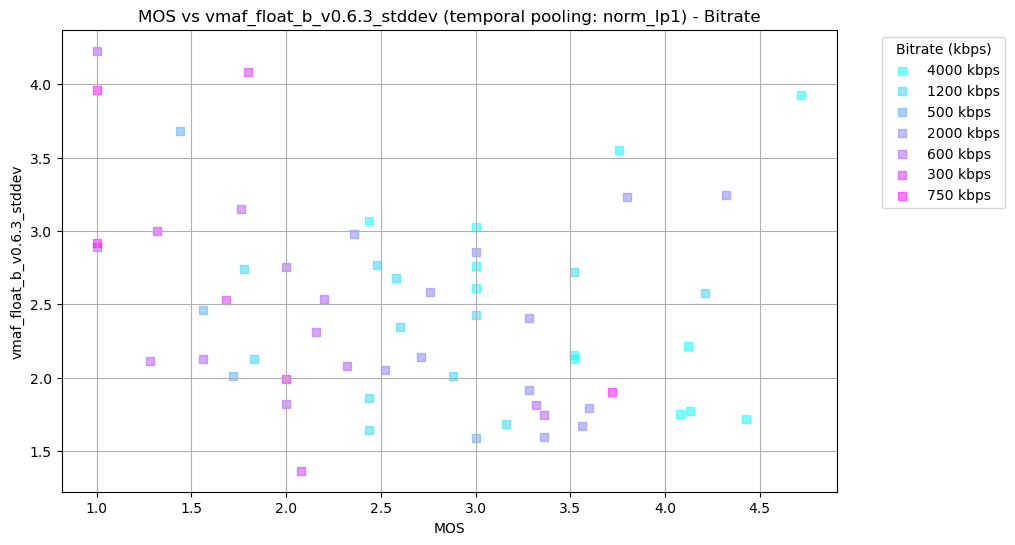 MOS vs vmaf_float_b_v0.6.3_stddev (temporal pooling: norm_lp1) - Bitrate
Bitrate (kbps)
4000 kbps
1200 kbps
500 kbps
2000 kbps
600 kbps
300 kbps
750 kbps
vmaf_float_b_v0.6.3_stddev
4.0
3.5
3.0
2.5
2.0
1.5
1.0
1.5
2.0
2.5
3.0
3.5
4.0
4.5
MOS